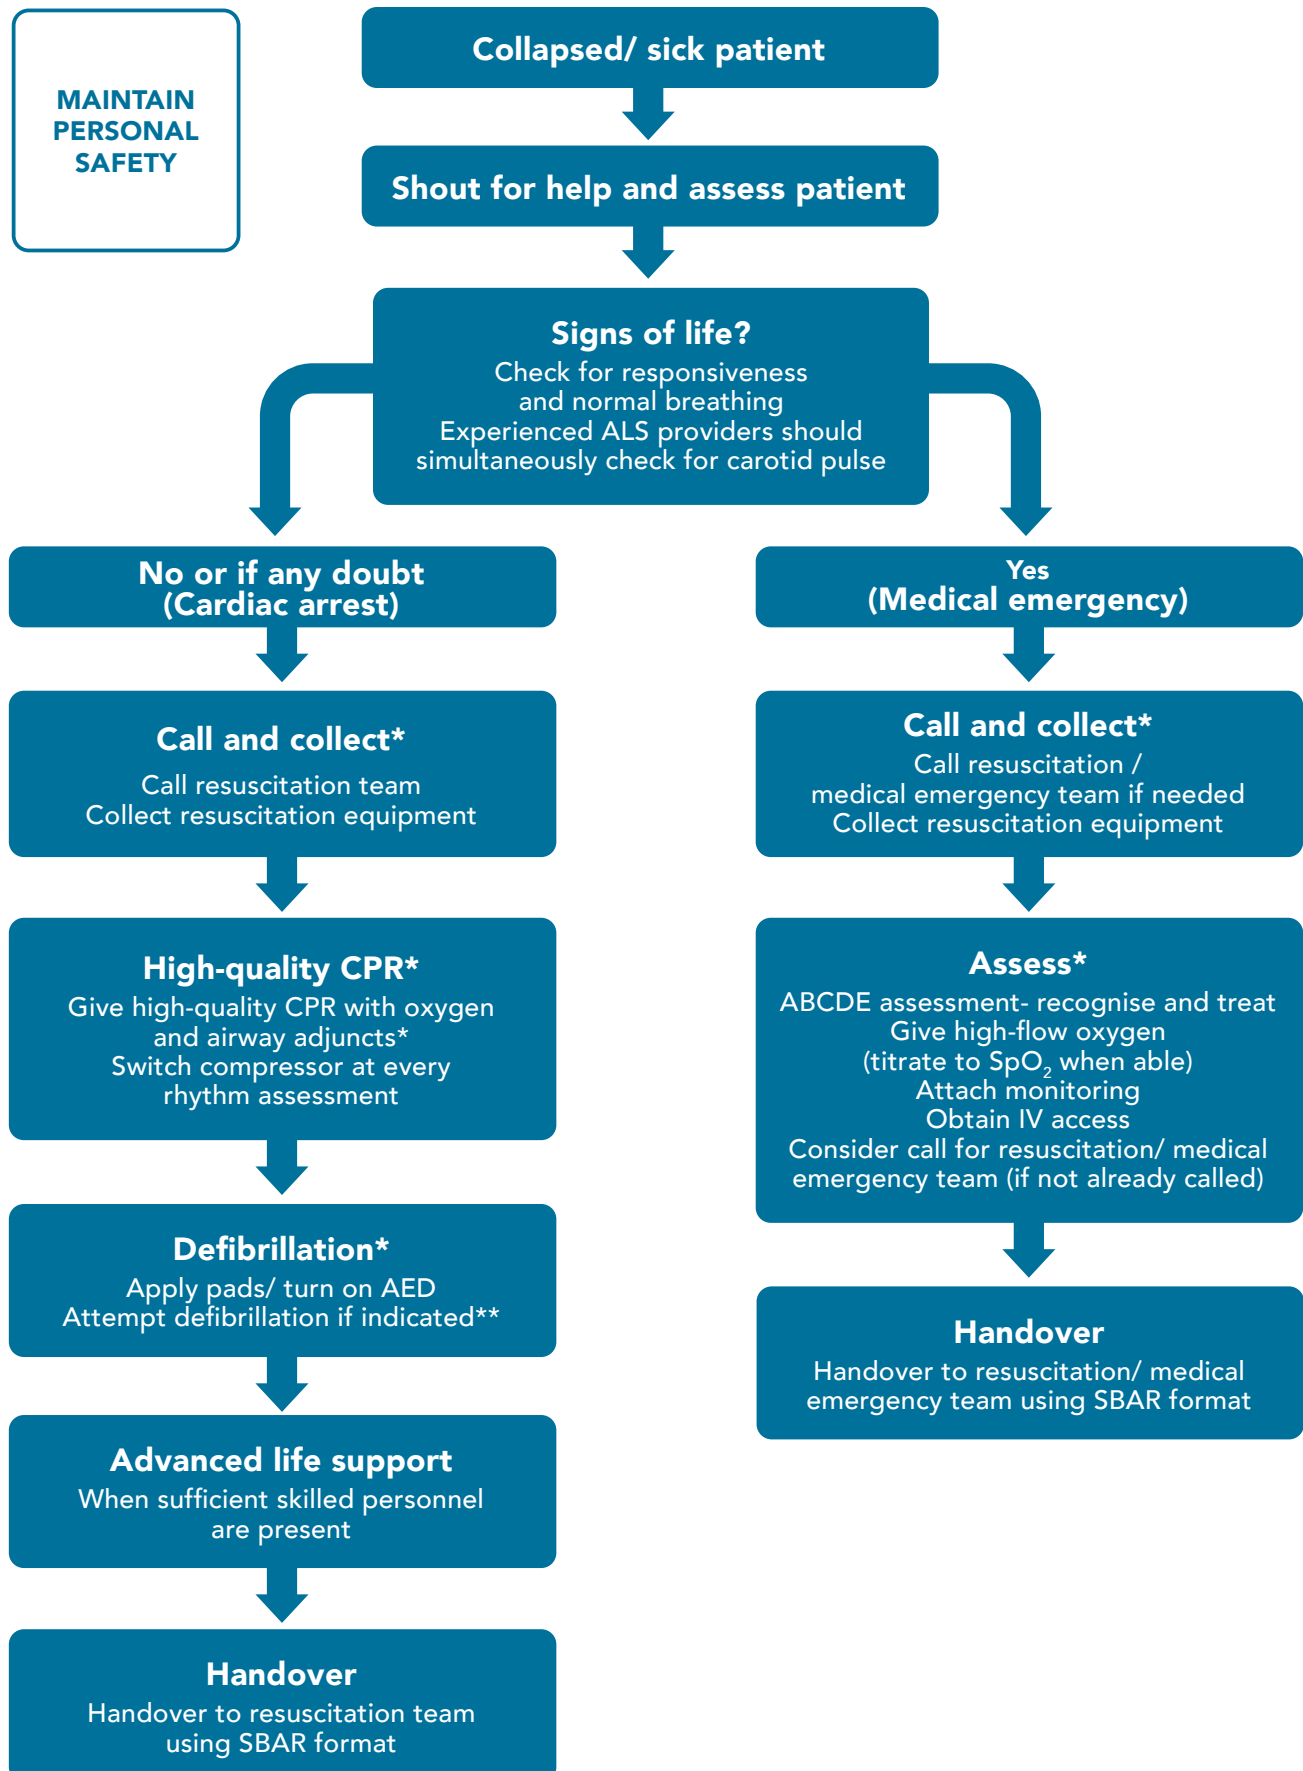 MAINTAIN
PERSONAL
SAFETY
Collapsed/ sick patient
Shout for help and assess patient
Signs of life?
Check for responsiveness
and normal breathing
Experienced ALS providers should
simultaneously check for carotid pulse
No or if any doubt
(Cardiac arrest)
Call and collect*
Call resuscitation team
Collect resuscitation equipment
High-quality CPR*
Give high-quality CPR with oxygen
and airway adjuncts*
Switch compressor at every
rhythm assessment
Defibrillation*
Apply pads/ turn on AED
Attempt defibrillation if indicated**
Advanced life support
When sufficient skilled personnel
are present
Handover
Handover to resuscitation team
using SBAR format
Yes
(Medical emergency)
Call and collect*
Call resuscitation /
medical emergency team if needed
Collect resuscitation equipment
Assess*
ABCDE assessment- recognise and treat
Give high-flow oxygen
(titrate to SpO₂ when able)
Attach monitoring
Obtain IV access
Consider call for resuscitation/ medical
emergency team (if not already called)
Handover
Handover to resuscitation/ medical
emergency team using SBAR format